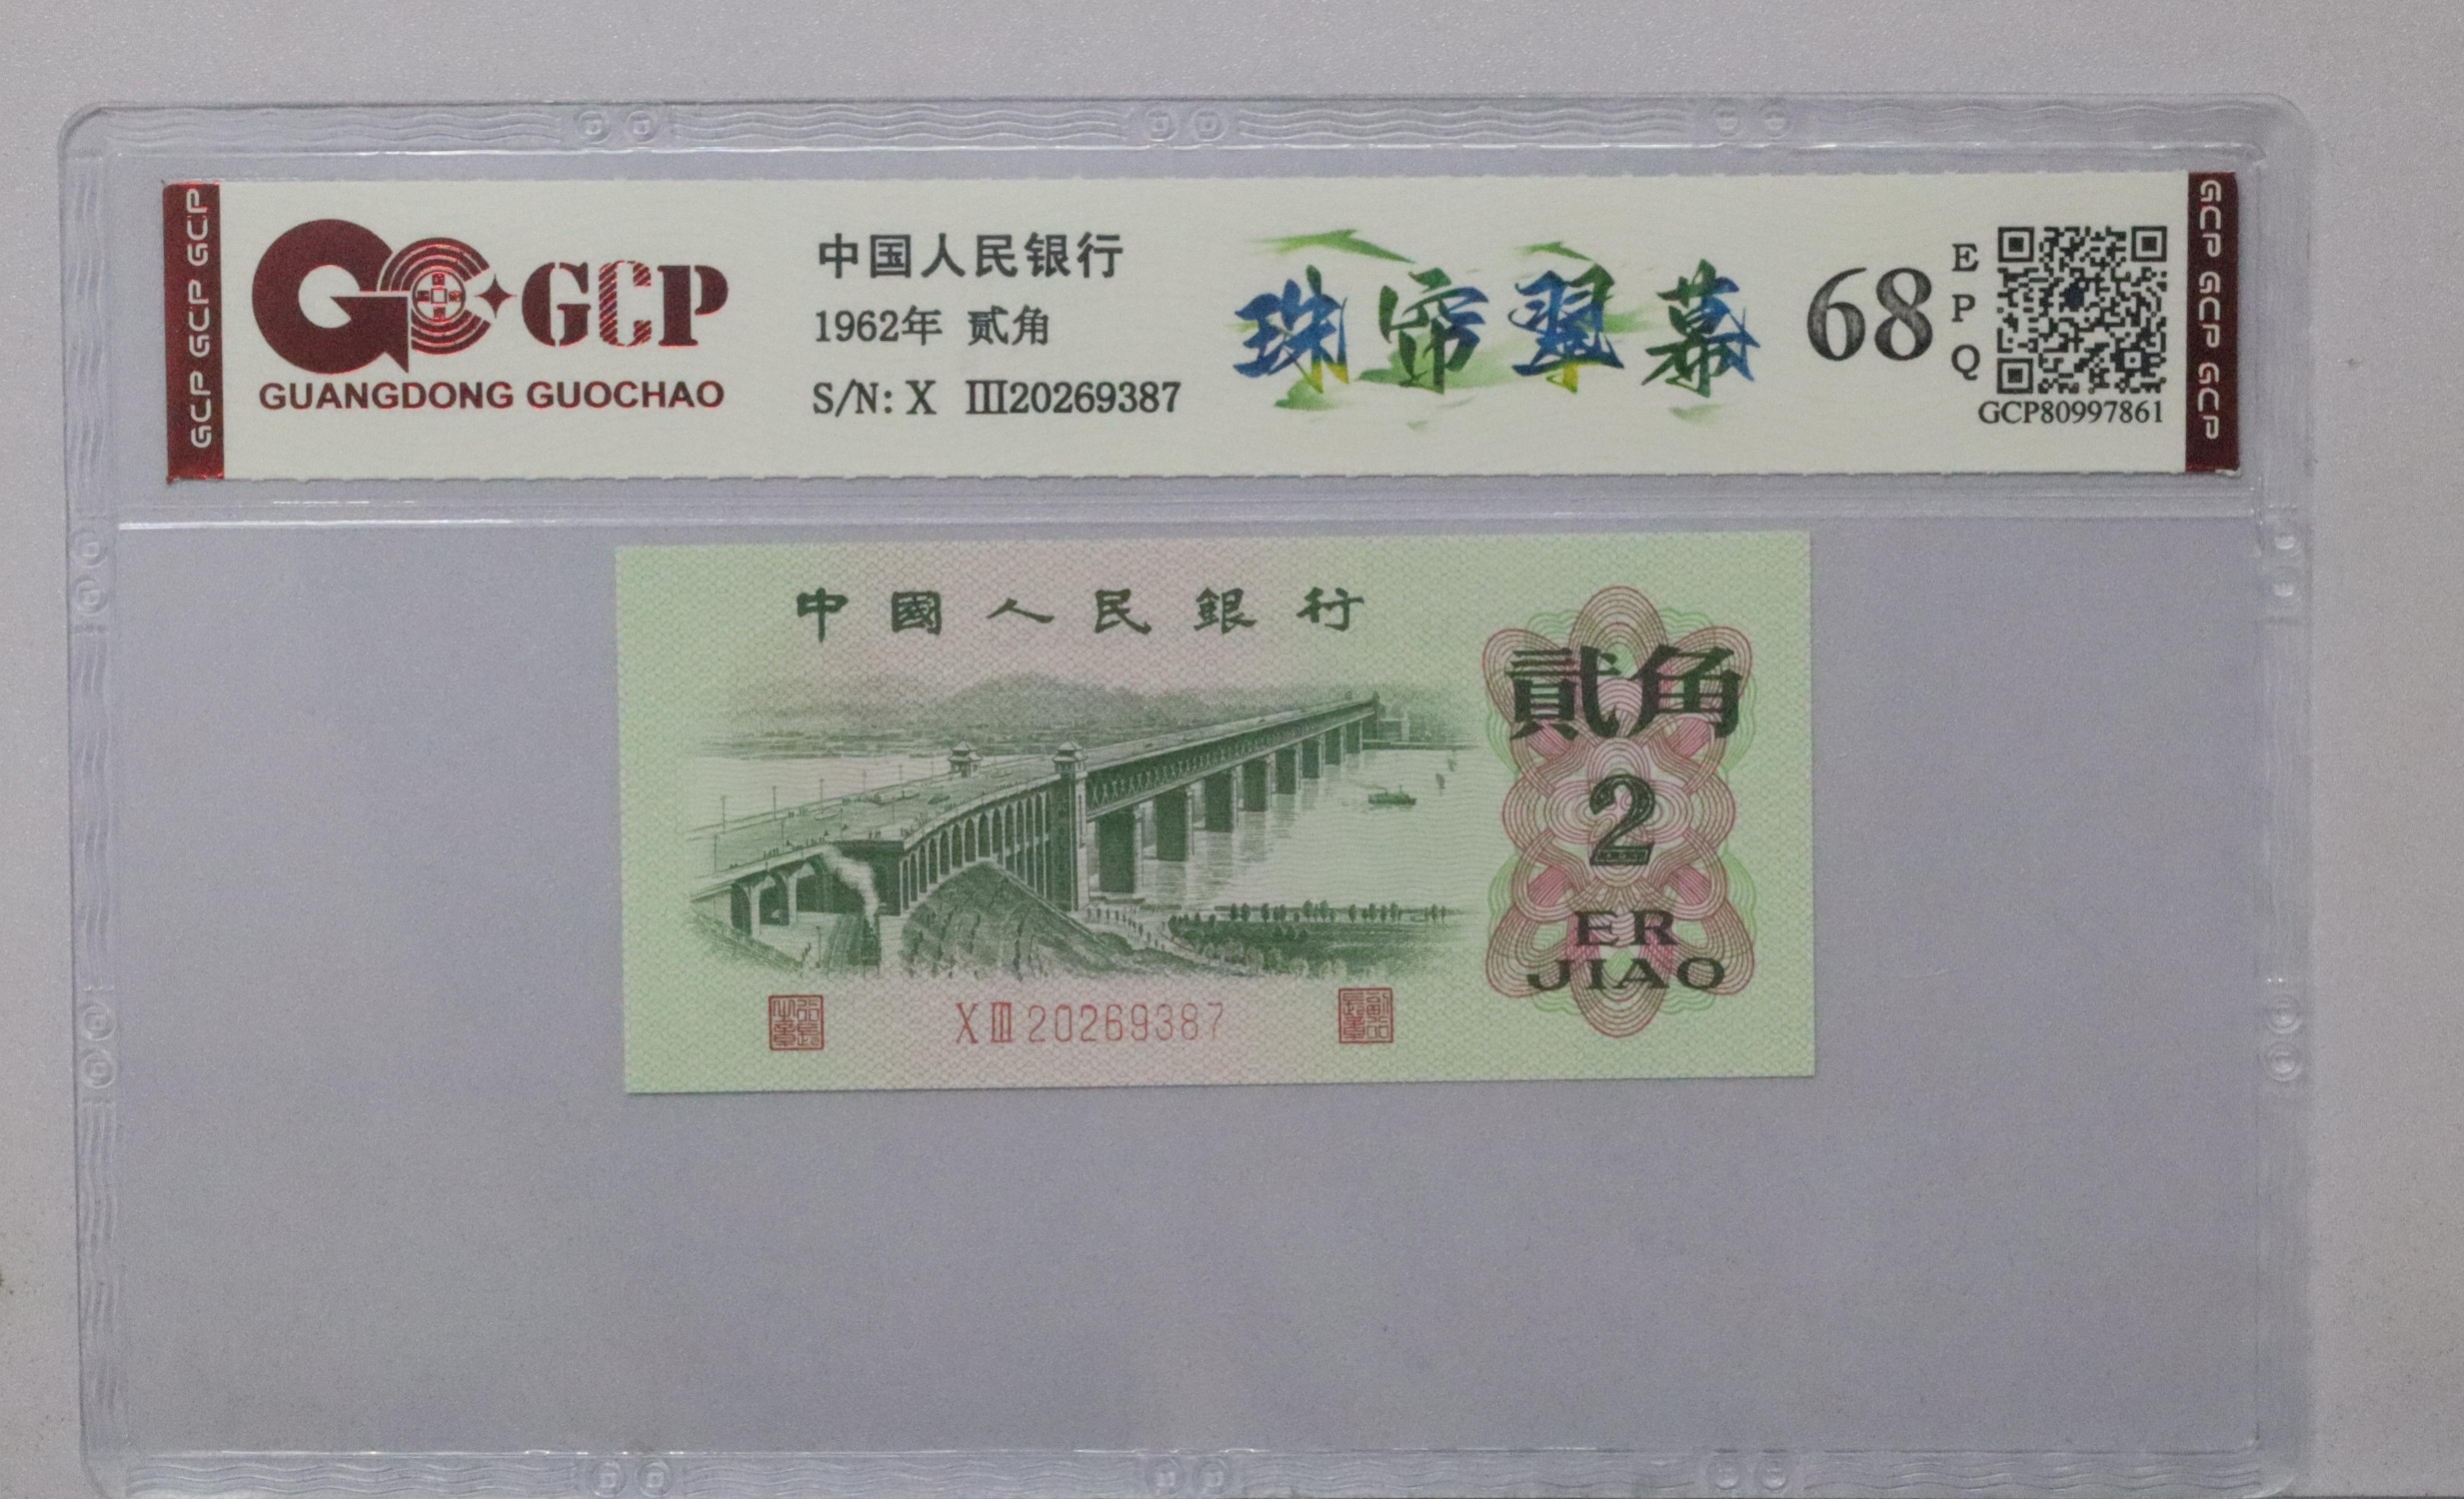 GCP GCP GCP
GCP
GUANGDONG GUOCHAO
中国人民银行
1962年 贰角
S/N: X III20269387
珠帘翠幕
68
EPQ
GCP80997861
GCP GCP GCP
中國人民銀行
貳角
2
ER
JIAO
X III 20269387